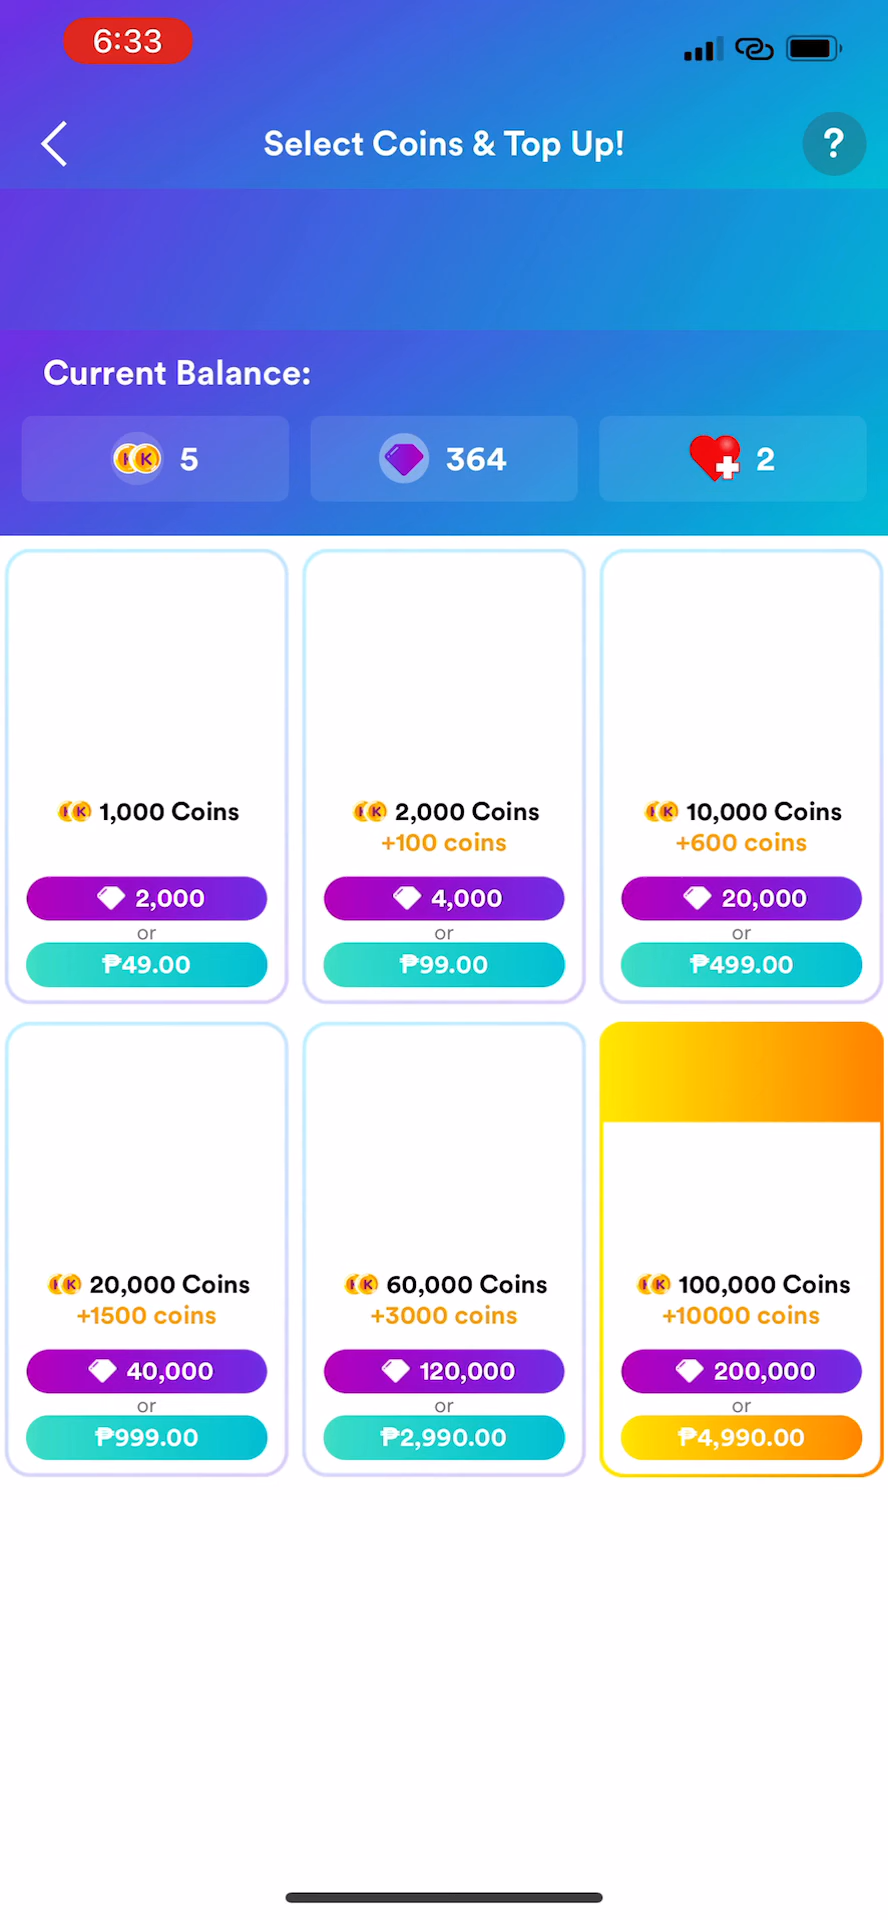 6:33
Select Coins & Top Up!
?
Current Balance:
5
364
2
1,000 Coins
2,000 
or
₱49.00
2,000 Coins
+100 coins
4,000
or
₱99.00
10,000 Coins
+600 coins
20,000
or
₱499.00
20,000 Coins
+1500 coins
40,000
or
₱999.00
60,000 Coins
+3000 coins
120,000
or
₱2,990.00
100,000 Coins
+10000 coins
200,000
or
₱4,990.00